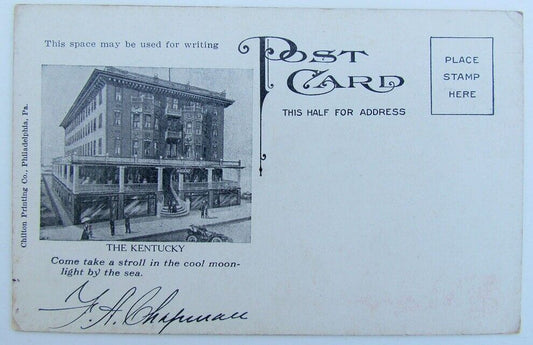 This space may be used for writing
POST CARD
THIS HALF FOR ADDRESS
PLACE
STAMP
HERE
Chilton Printing Co., Philadelphia, Pa.
THE KENTUCKY
Come take a stroll in the cool moon-
light by the sea.
F. A. Chapman